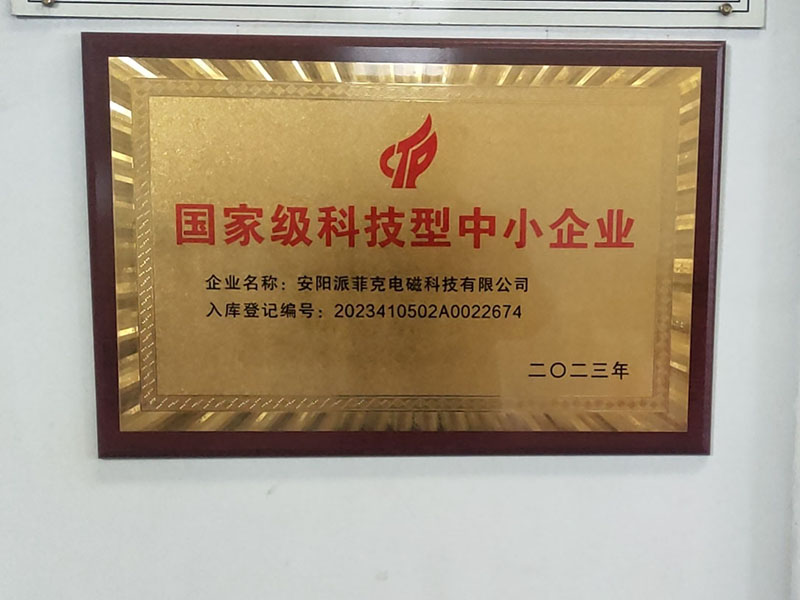 CTP
国家级科技型中小企业
企业名称：安阳派菲克电磁科技有限公司
入库登记编号：2023410502A0022674
二〇二三年